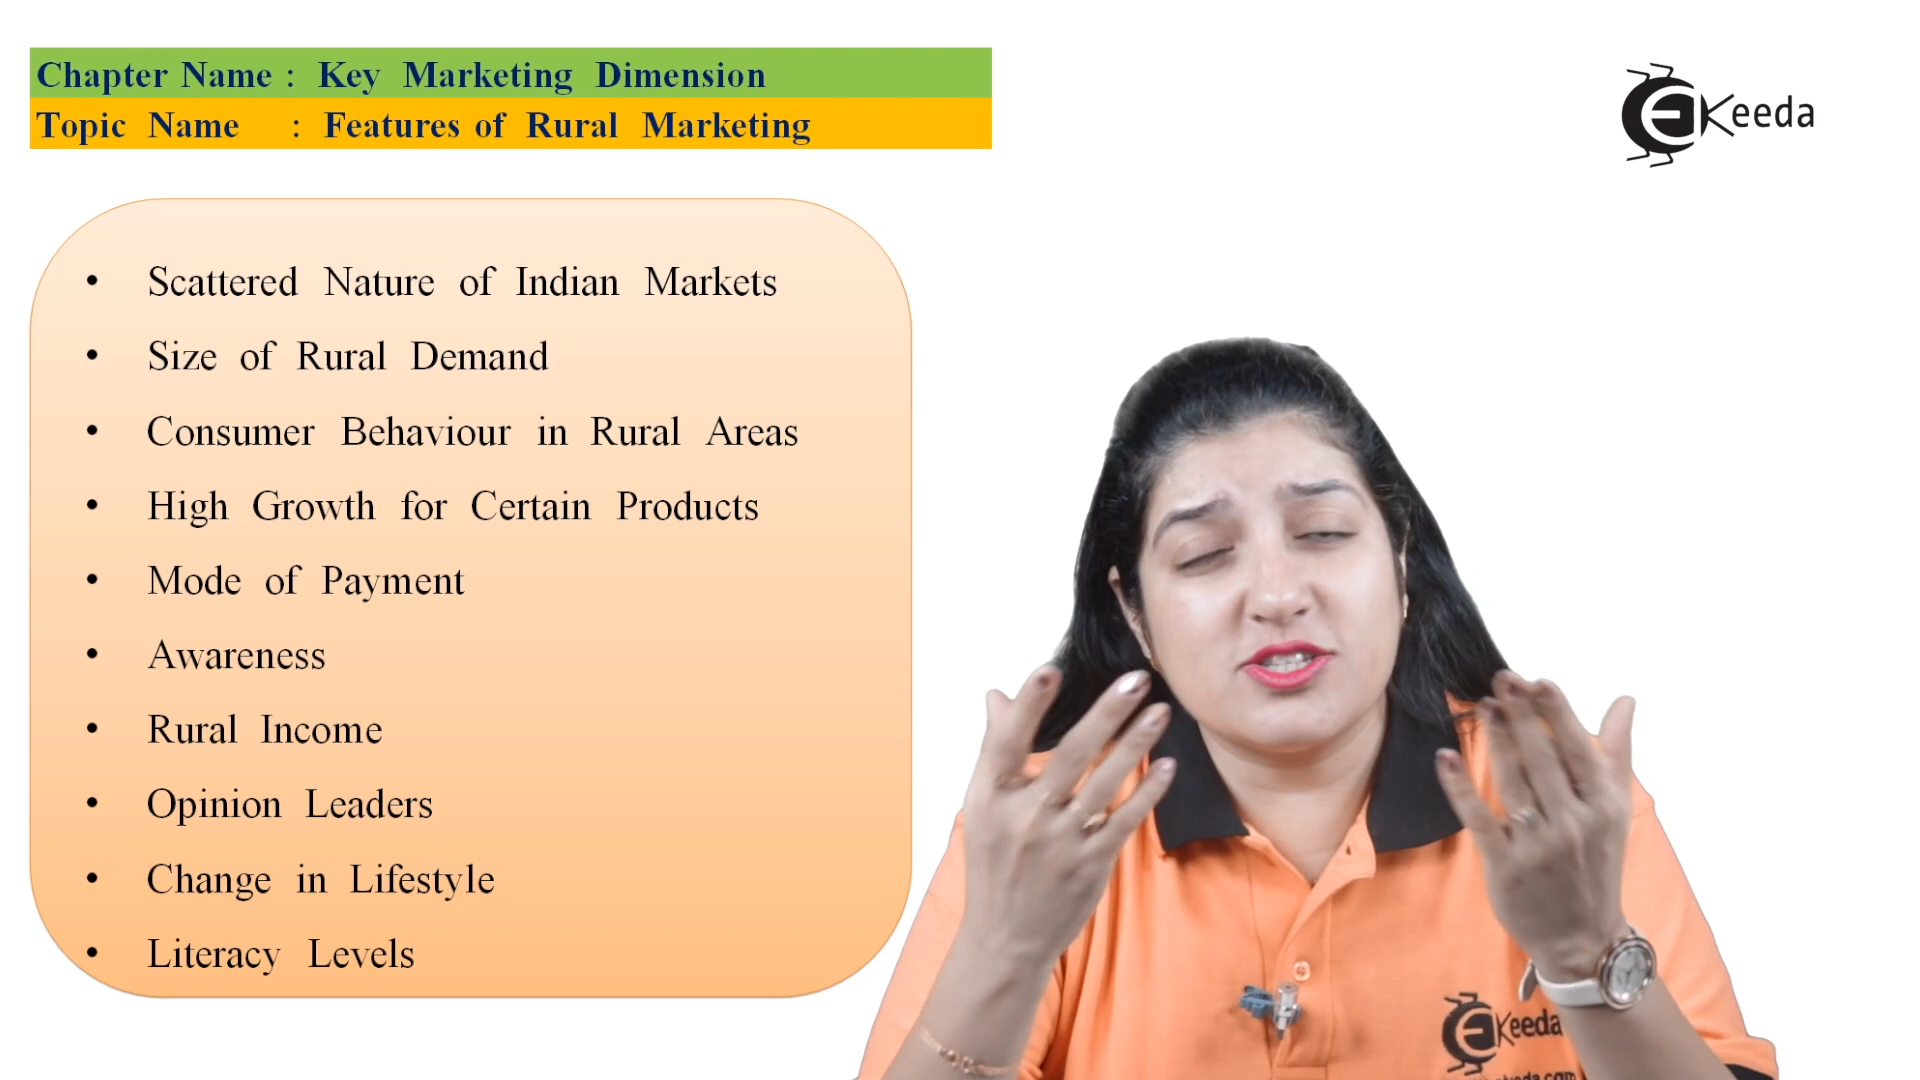 Chapter Name : Key Marketing Dimension
Topic Name : Features of Rural Marketing
EKeeda
• Scattered Nature of Indian Markets
• Size of Rural Demand
• Consumer Behaviour in Rural Areas
• High Growth for Certain Products
• Mode of Payment
• Awareness
• Rural Income
• Opinion Leaders
• Change in Lifestyle
• Literacy Levels
EKeeda